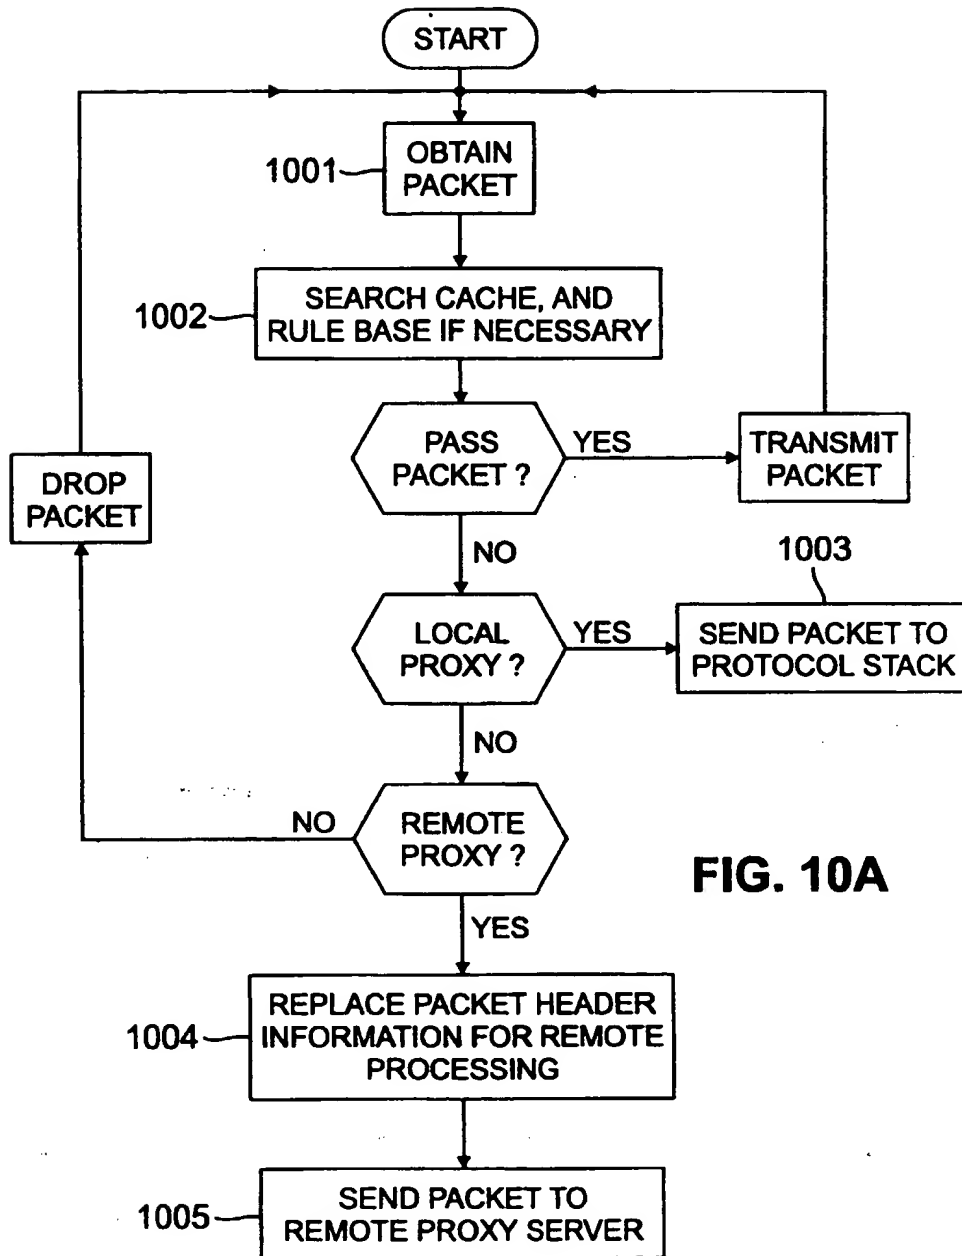 START
1001
OBTAIN
PACKET
1002
SEARCH CACHE, AND
RULE BASE IF NECESSARY
PASS
PACKET ?
YES
TRANSMIT
PACKET
DROP
PACKET
NO
1003
LOCAL
PROXY ?
YES
SEND PACKET TO
PROTOCOL STACK
NO
REMOTE
PROXY ?
NO
FIG. 10A
YES
1004
REPLACE PACKET HEADER
INFORMATION FOR REMOTE
PROCESSING
1005
SEND PACKET TO
REMOTE PROXY SERVER